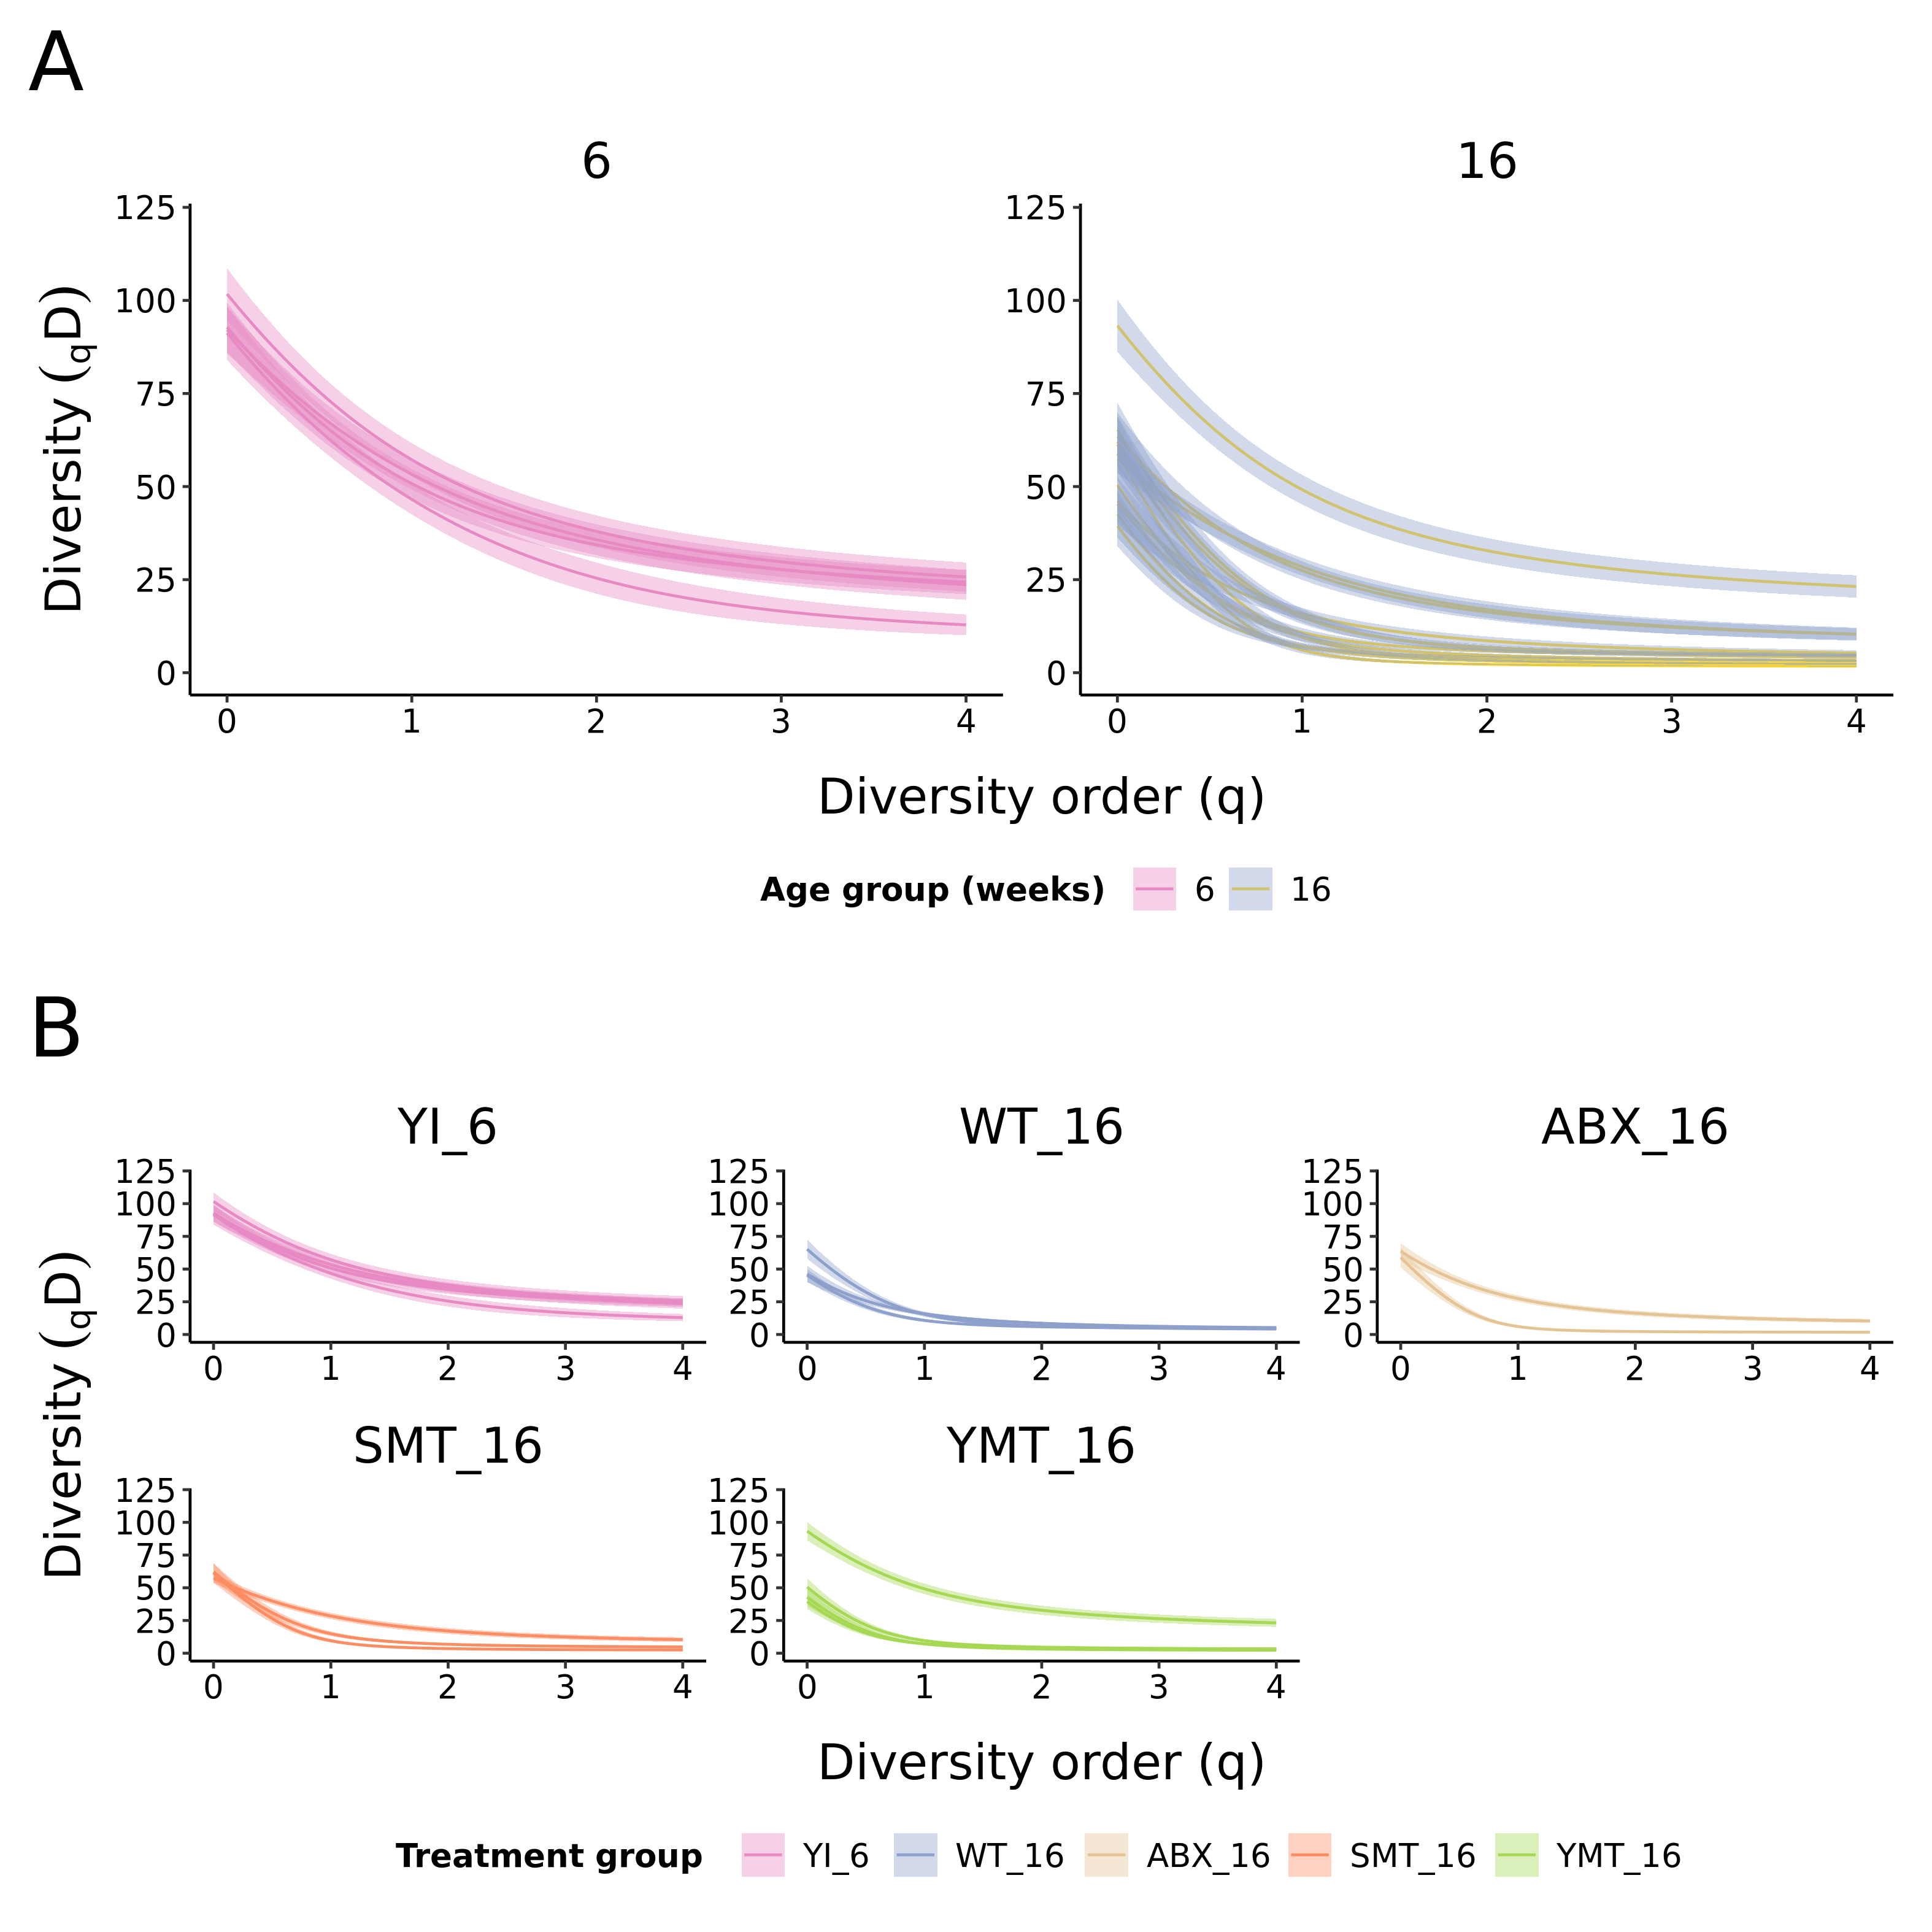 A
6 16
125 125
100 100
75 75
50 50
25 25
0 0
0 1 2 3 4 0 1 2 3 4
Diversity (qD)
Diversity order (q)
Age group (weeks) 6 16
B
YI_6 WT_16 ABX_16
125 125 125
100 100 100
75 75 75
50 50 50
25 25 25
0 0 0
0 1 2 3 4 0 1 2 3 4 0 1 2 3 4
Diversity (qD)
SMT_16 YMT_16
125 125
100 100
75 75
50 50
25 25
0 0
0 1 2 3 4 0 1 2 3 4
Diversity order (q)
Treatment group YI_6 WT_16 ABX_16 SMT_16 YMT_16